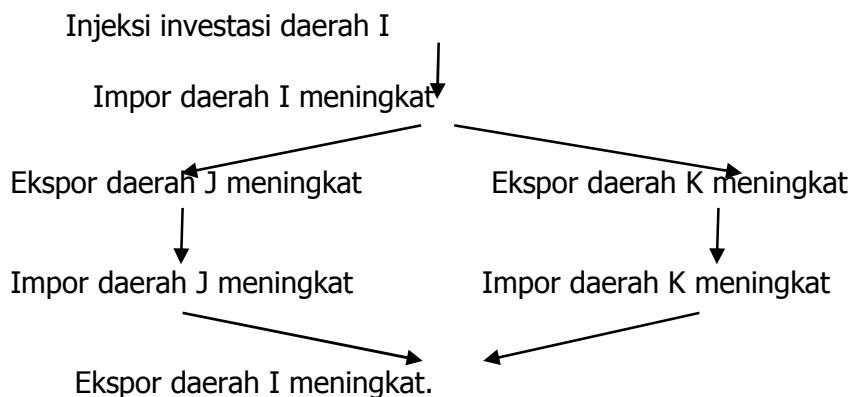 Injeksi investasi daerah I
Impor daerah I meningkat
Ekspor daerah J meningkat Ekspor daerah K meningkat
Impor daerah J meningkat Impor daerah K meningkat
Ekspor daerah I meningkat.